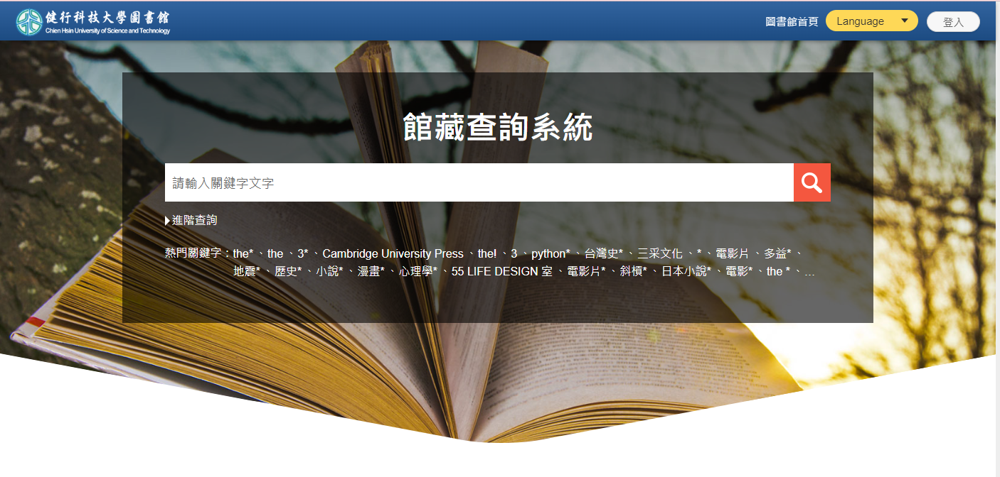 健行科技大學圖書館
Chien Hsin University of Science and Technology
圖書館首頁 Language 登入
館藏查詢系統
請輸入關鍵字文字
進階查詢
熱門關鍵字：the* 、the 、3* 、Cambridge University Press 、the! 、3 、python* 、台灣史* 、三采文化 、* 、電影片 、多益* 、
地震* 、歷史* 、小說* 、漫畫* 、心理學* 、55 LIFE DESIGN 室 、電影片* 、斜槓* 、日本小說* 、電影* 、the * 、...